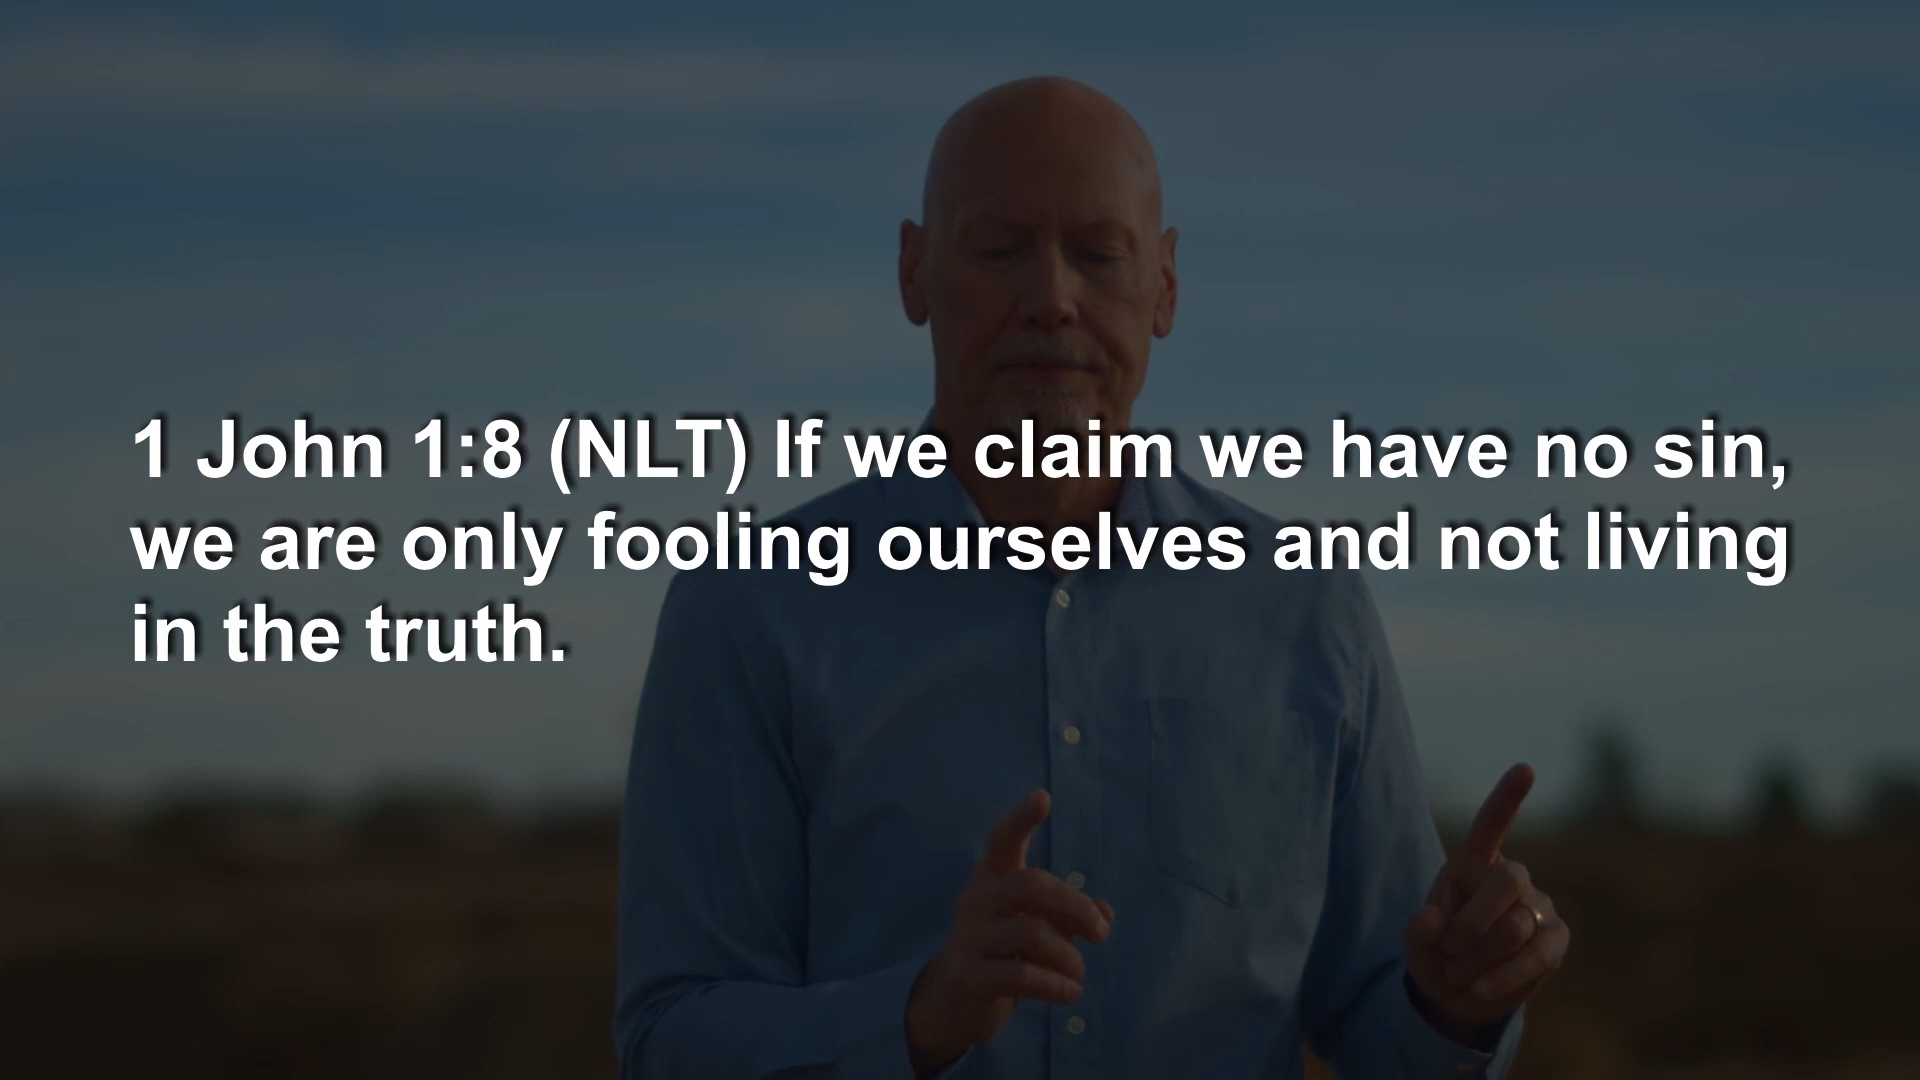 1 John 1:8 (NLT) If we claim we have no sin,
we are only fooling ourselves and not living
in the truth.